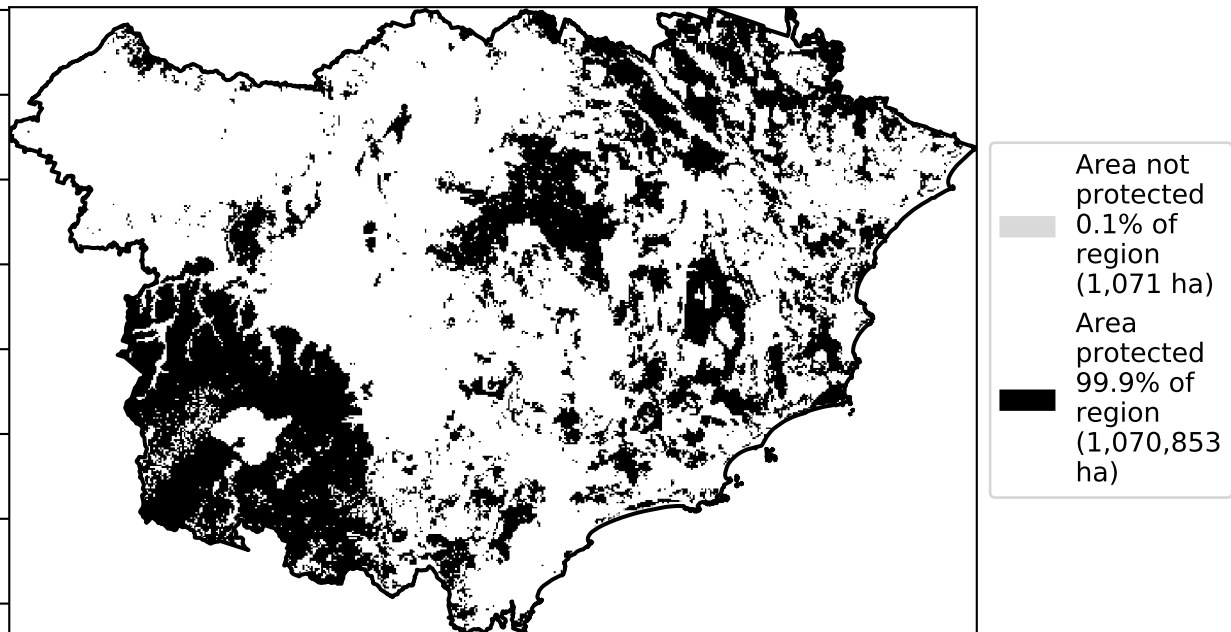 Area not
protected
0.1% of
region
(1,071 ha)
Area
protected
99.9% of
region
(1,070,853
ha)